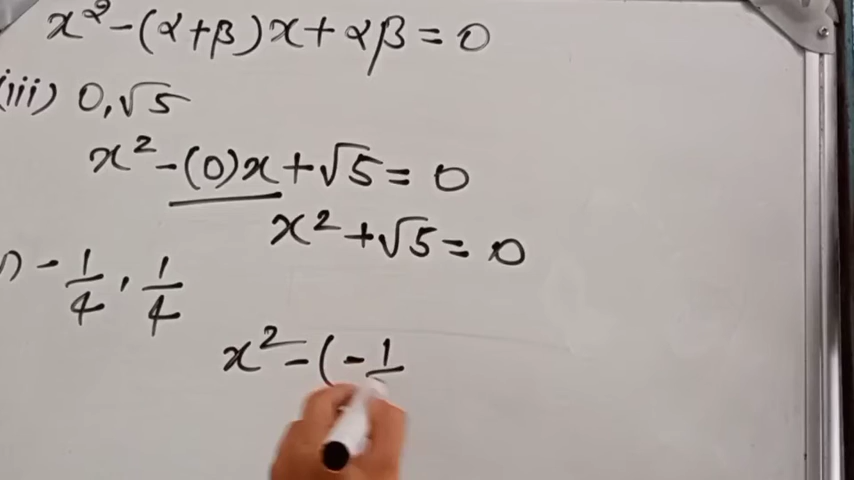 x² - (α + β)x + αβ = 0
(iii) 0, √5
x² - (0)x + √5 = 0
x² + √5 = 0
) - 1/4, 1/4
x² - (- 1/